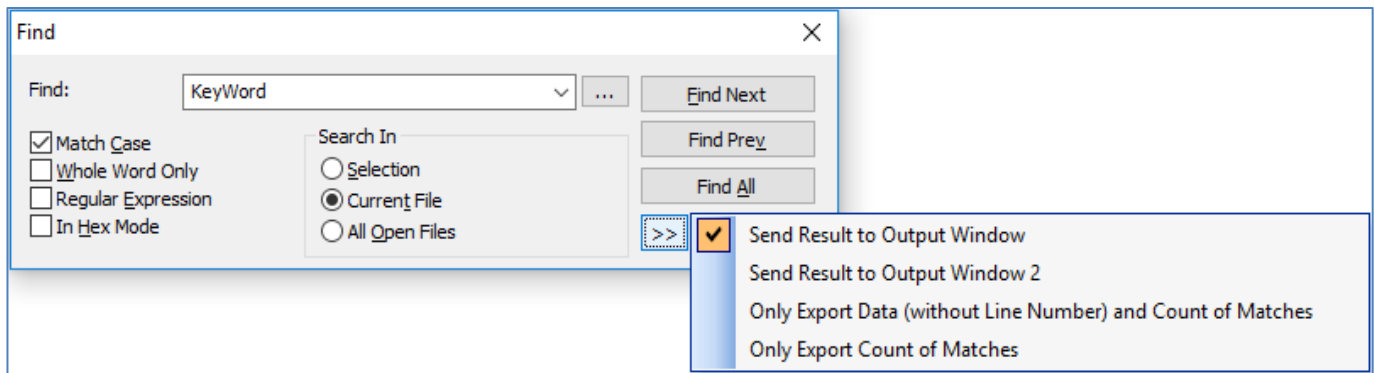 Find
Find:
KeyWord
...
Find Next
Match Case
Whole Word Only
Regular Expression
In Hex Mode
Search In
Selection
Current File
All Open Files
Find Prev
Find All
>>
Send Result to Output Window
Send Result to Output Window 2
Only Export Data (without Line Number) and Count of Matches
Only Export Count of Matches